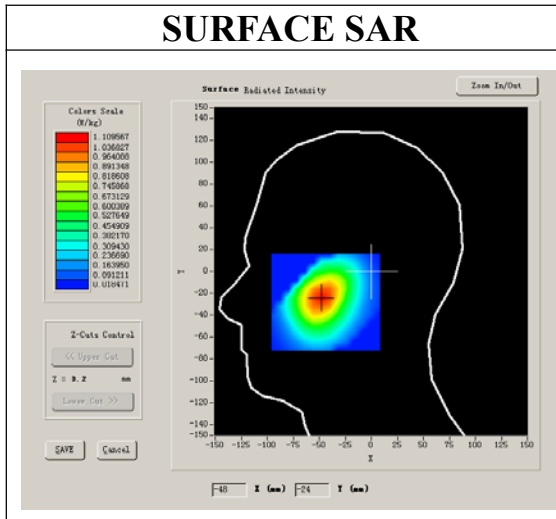 SURFACE SAR
Surface Radiated Intensity
Zoom In/Out
Colors Scale
(W/kg)
1.109567
1.036827
0.964088
0.891348
0.818608
0.745868
0.673129
0.600389
0.527649
0.454909
0.382170
0.309430
0.236690
0.163950
0.091211
0.018471
150
140
120
100
80
60
40
20
0
-20
-40
-60
-80
-100
-120
-140
-150
Y
-150 -125 -100 -75 -50 -25 0 25 50 75 100 125 150
X
Z-Cuts Control
<< Upper Cut
Z = 3.2 mm
Lower Cut >>
SAVE Cancel
-48 X (mm) -24 Y (mm)